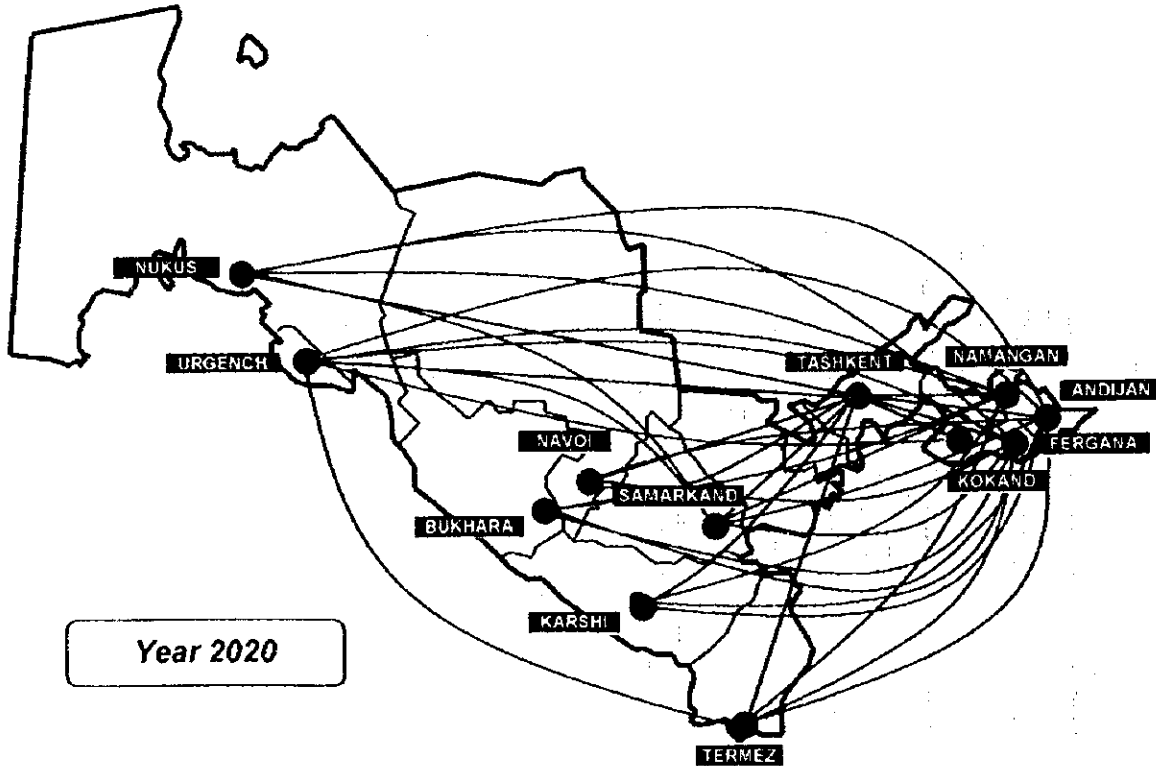 NUKUS
URGENCH
TASHKENT
NAMANGAN
ANDIJAN
FERGANA
KOKAND
NAVOI
SAMARKAND
BUKHARA
KARSHI
TERMEZ
Year 2020